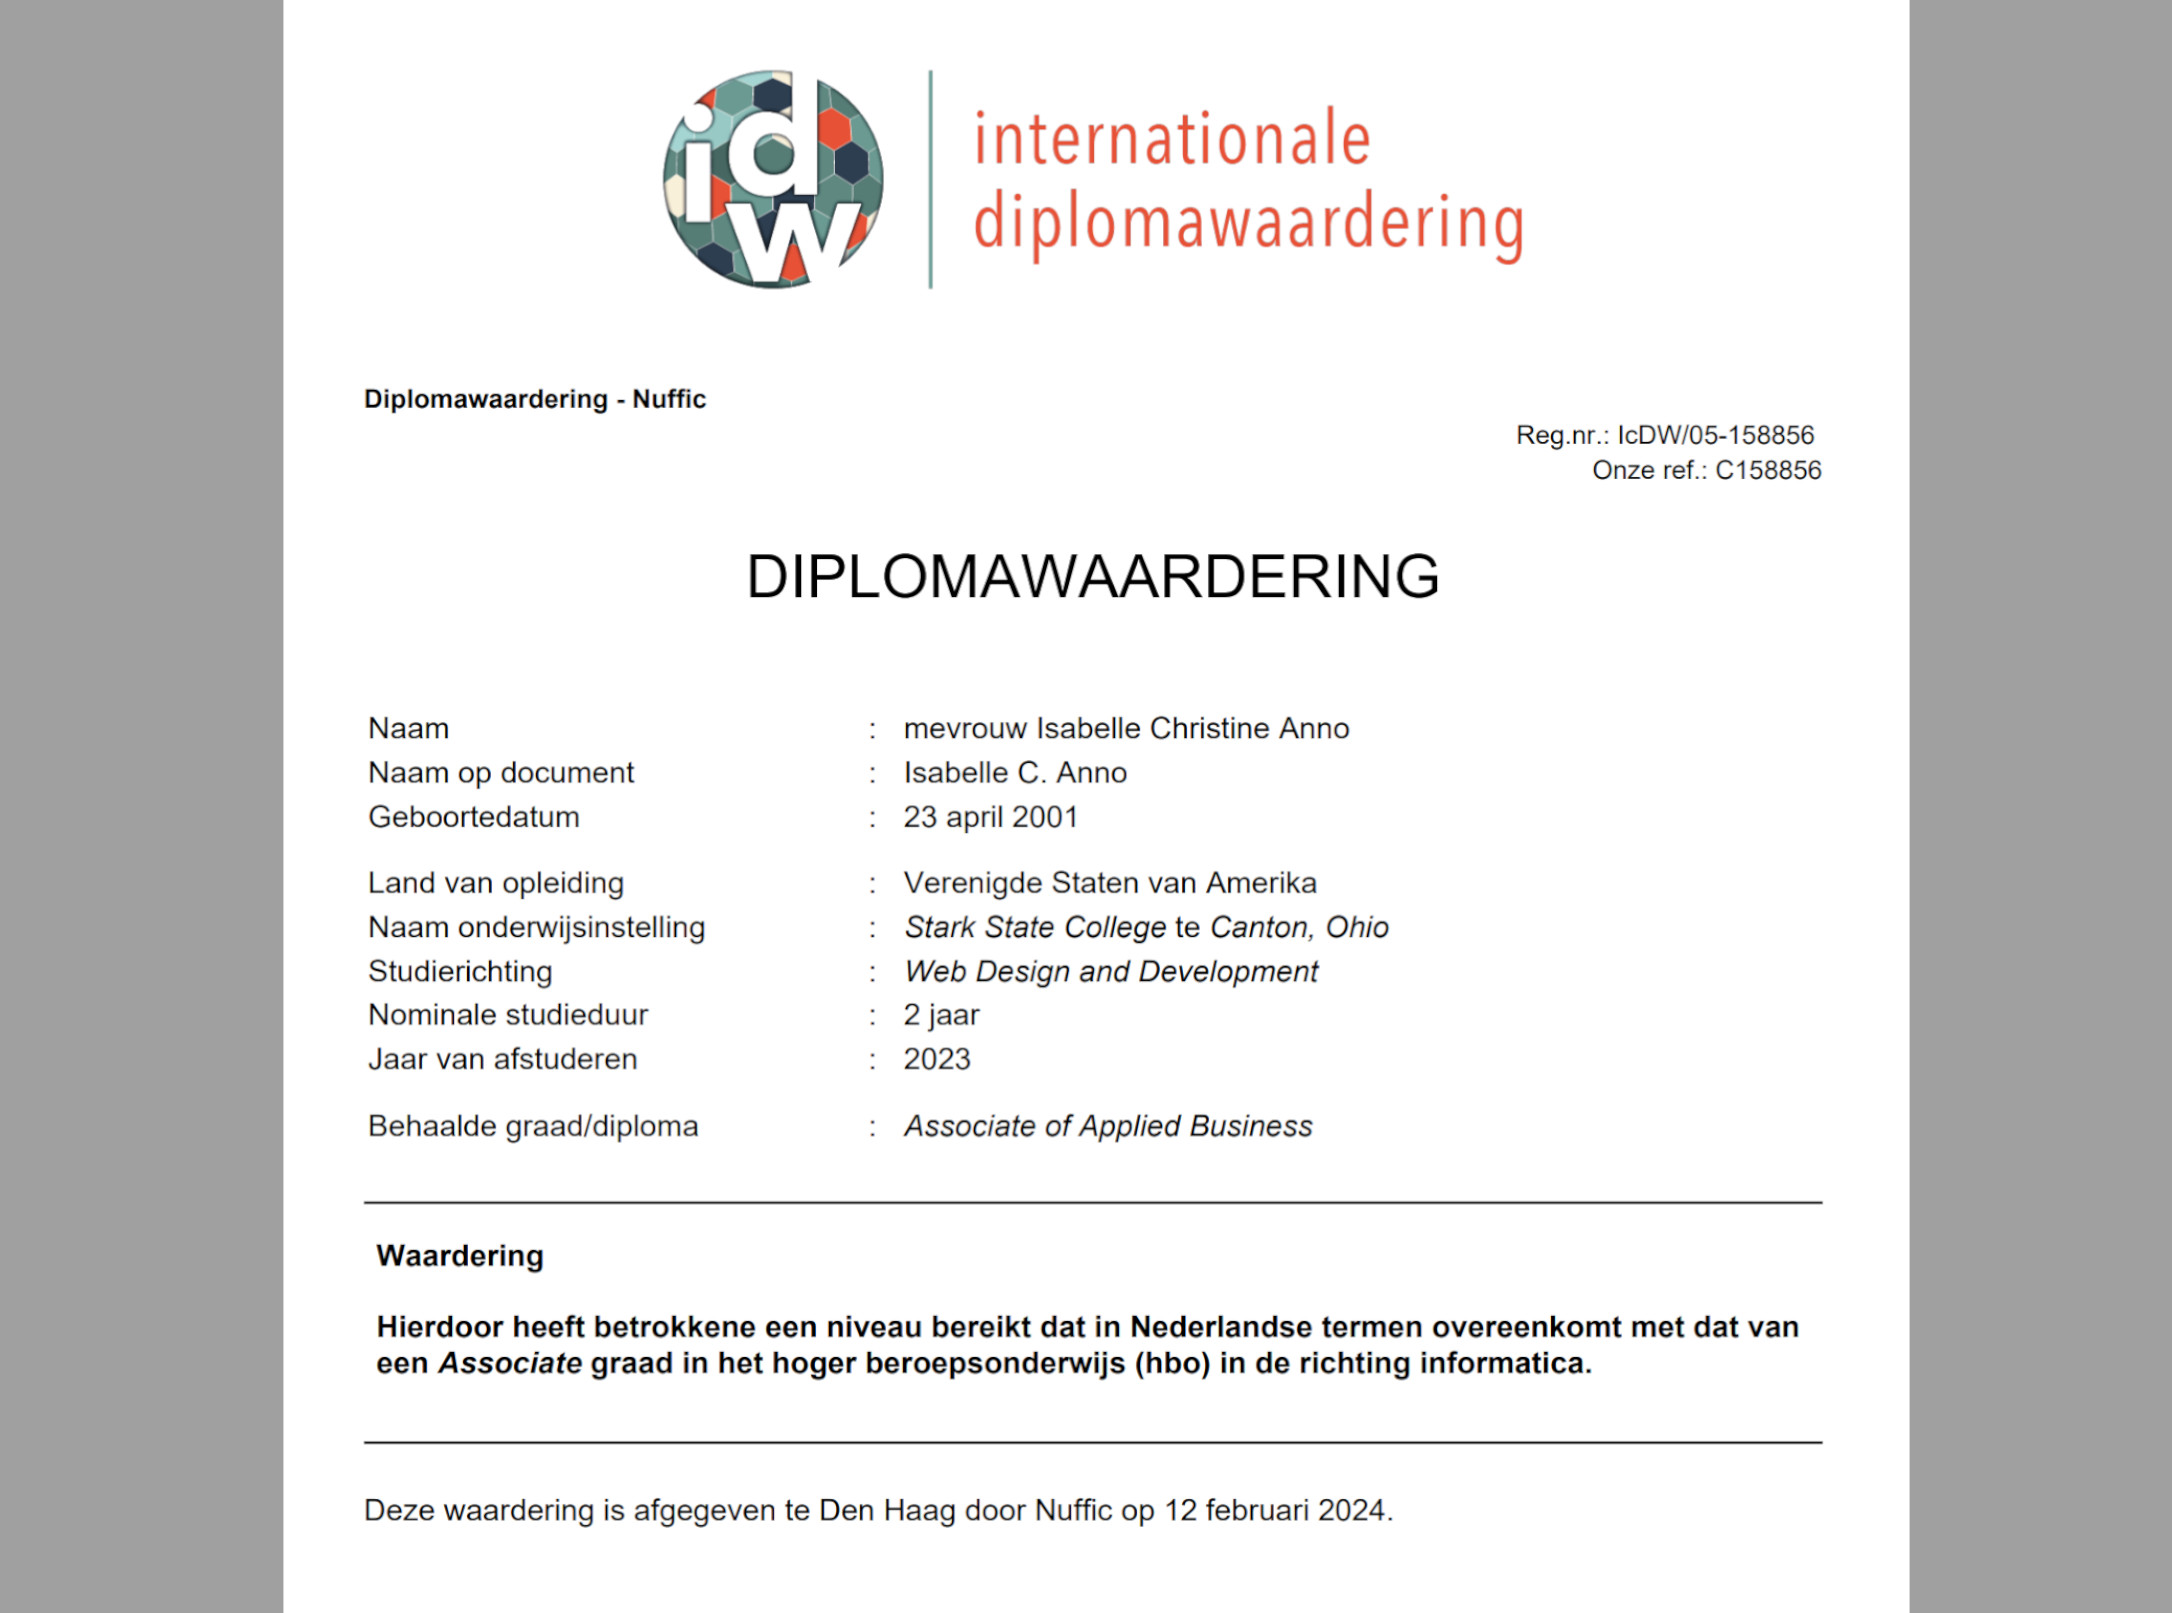 idw
internationale
diplomawaardering
Diplomawaardering - Nuffic
Reg.nr.: IcDW/05-158856
Onze ref.: C158856
DIPLOMAWAARDERING
Naam : mevrouw Isabelle Christine Anno
Naam op document : Isabelle C. Anno
Geboortedatum : 23 april 2001
Land van opleiding : Verenigde Staten van Amerika
Naam onderwijsinstelling : Stark State College te Canton, Ohio
Studierichting : Web Design and Development
Nominale studieduur : 2 jaar
Jaar van afstuderen : 2023
Behaalde graad/diploma : Associate of Applied Business
Waardering
Hierdoor heeft betrokkene een niveau bereikt dat in Nederlandse termen overeenkomt met dat van
een Associate graad in het hoger beroepsonderwijs (hbo) in de richting informatica.
Deze waardering is afgegeven te Den Haag door Nuffic op 12 februari 2024.